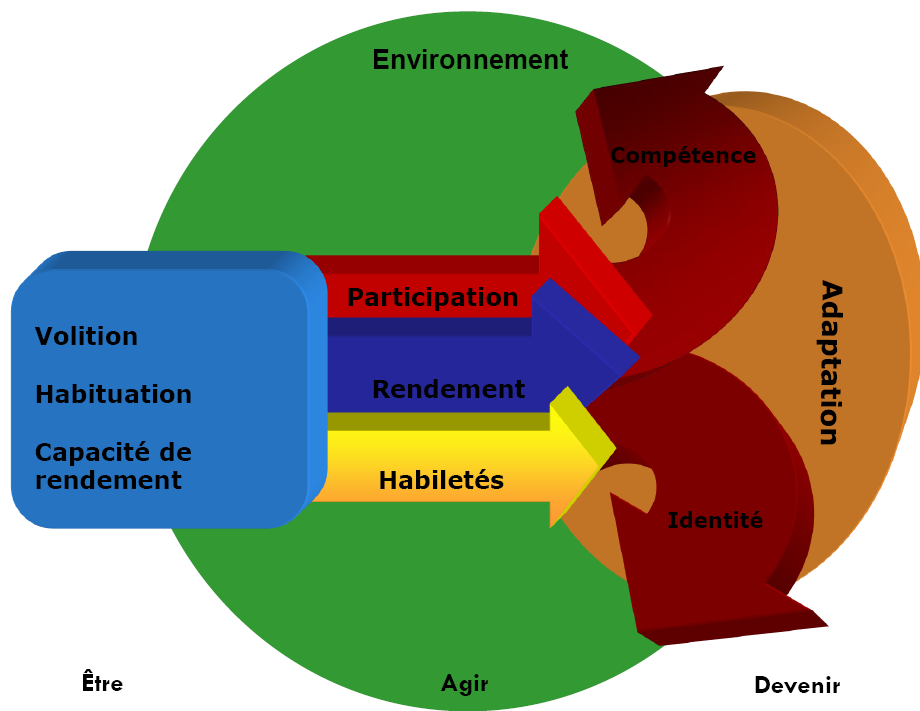 Environnement
Compétence
Participation
Adaptation
Volition
Rendement
Habituation
Capacité de
rendement
Habiletés
Identité
Être
Agir
Devenir